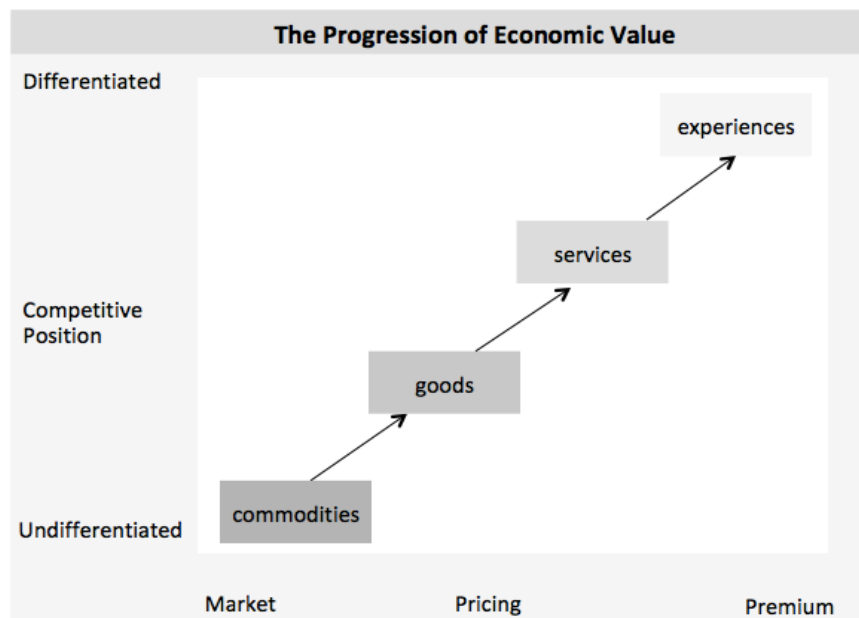 The Progression of Economic Value
Differentiated
experiences
services
Competitive
Position
goods
commodities
Undifferentiated
Market
Pricing
Premium